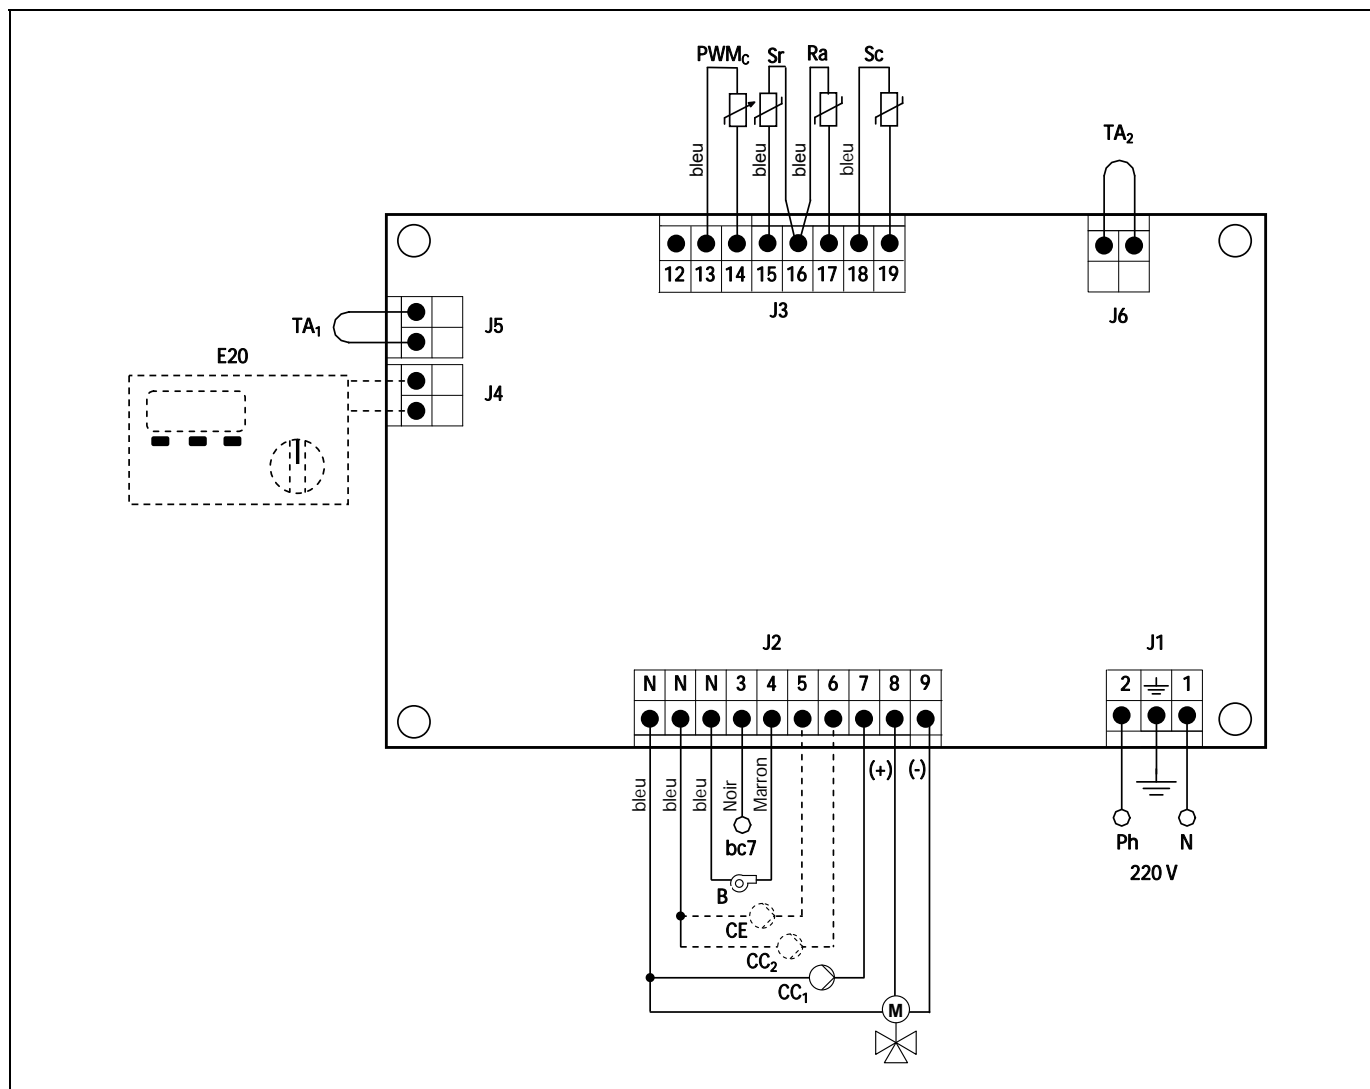 PWMC Sr Ra Sc
TA2
bleu bleu bleu bleu
12 13 14 15 16 17 18 19
J3
J6
TA1
J5
E20
J4
J2
J1
N N N 3 4 5 6 7 8 9
2 1
bleu bleu bleu Noir Marron (+) (-)
bc7
Ph N
220 V
B
CE
CC2
CC1
M